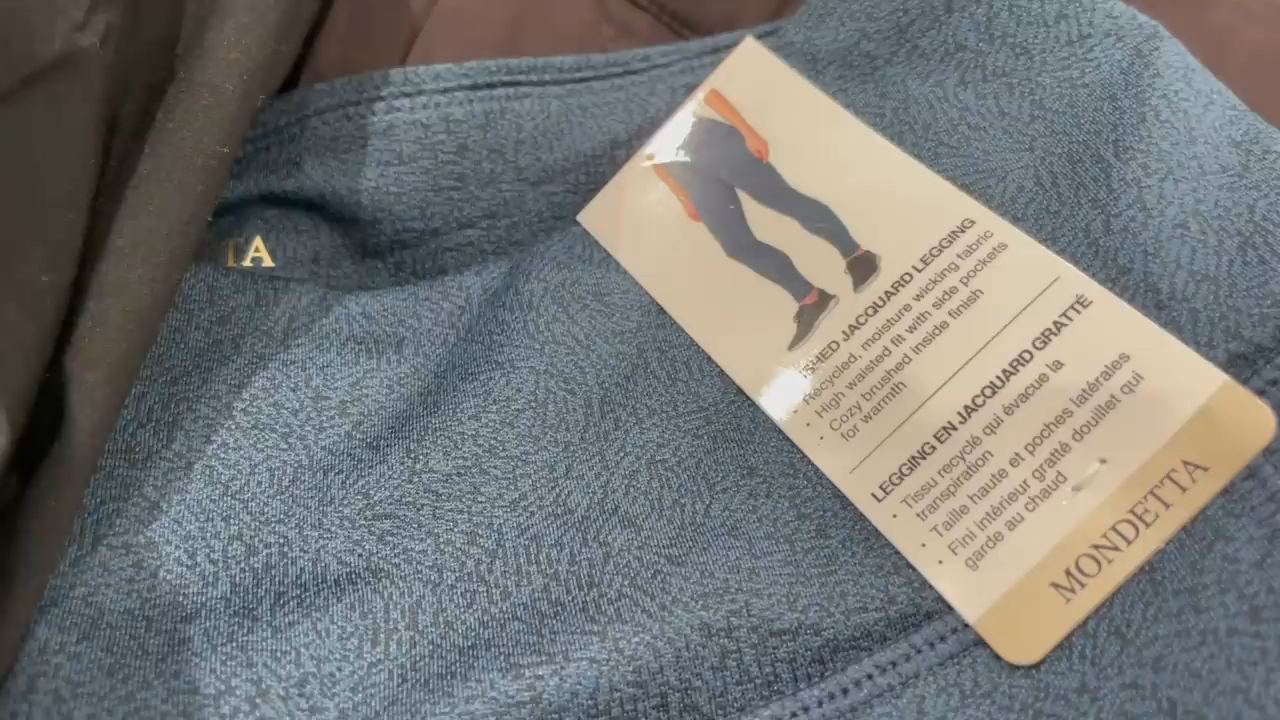 TA
JACQUARD LEGGING
• Recycled, moisture wicking fabric
• High waisted fit with side pockets
• Cozy brushed inside finish
for warmth
LEGGING EN JACQUARD GRATTÉ
• Tissu recyclé qui évacue la
transpiration
• Taille haute et poches latérales
• Fini intérieur gratté douillet qui
garde au chaud
MONDETTA